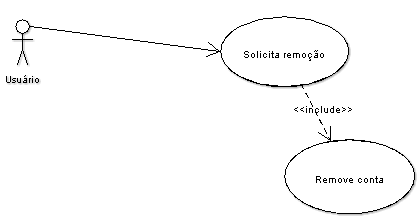 Solicita remoção
Usuário
<<include>>
Remove conta